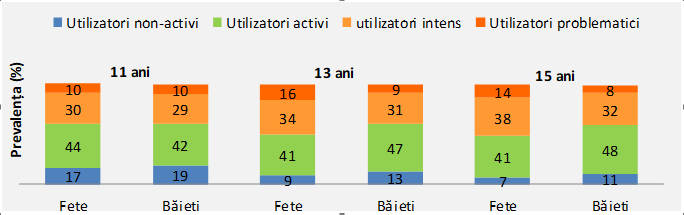 Utilizatori non-activi Utilizatori activi utilizatori intens Utilizatori problematici
11 ani 13 ani 15 ani
Prevalența (%)
10 10 16 9 14 8
30 29 34 31 38 32
44 42 41 47 41 48
17 19 9 13 7 11
Fete Băieți Fete Băieți Fete Băieți